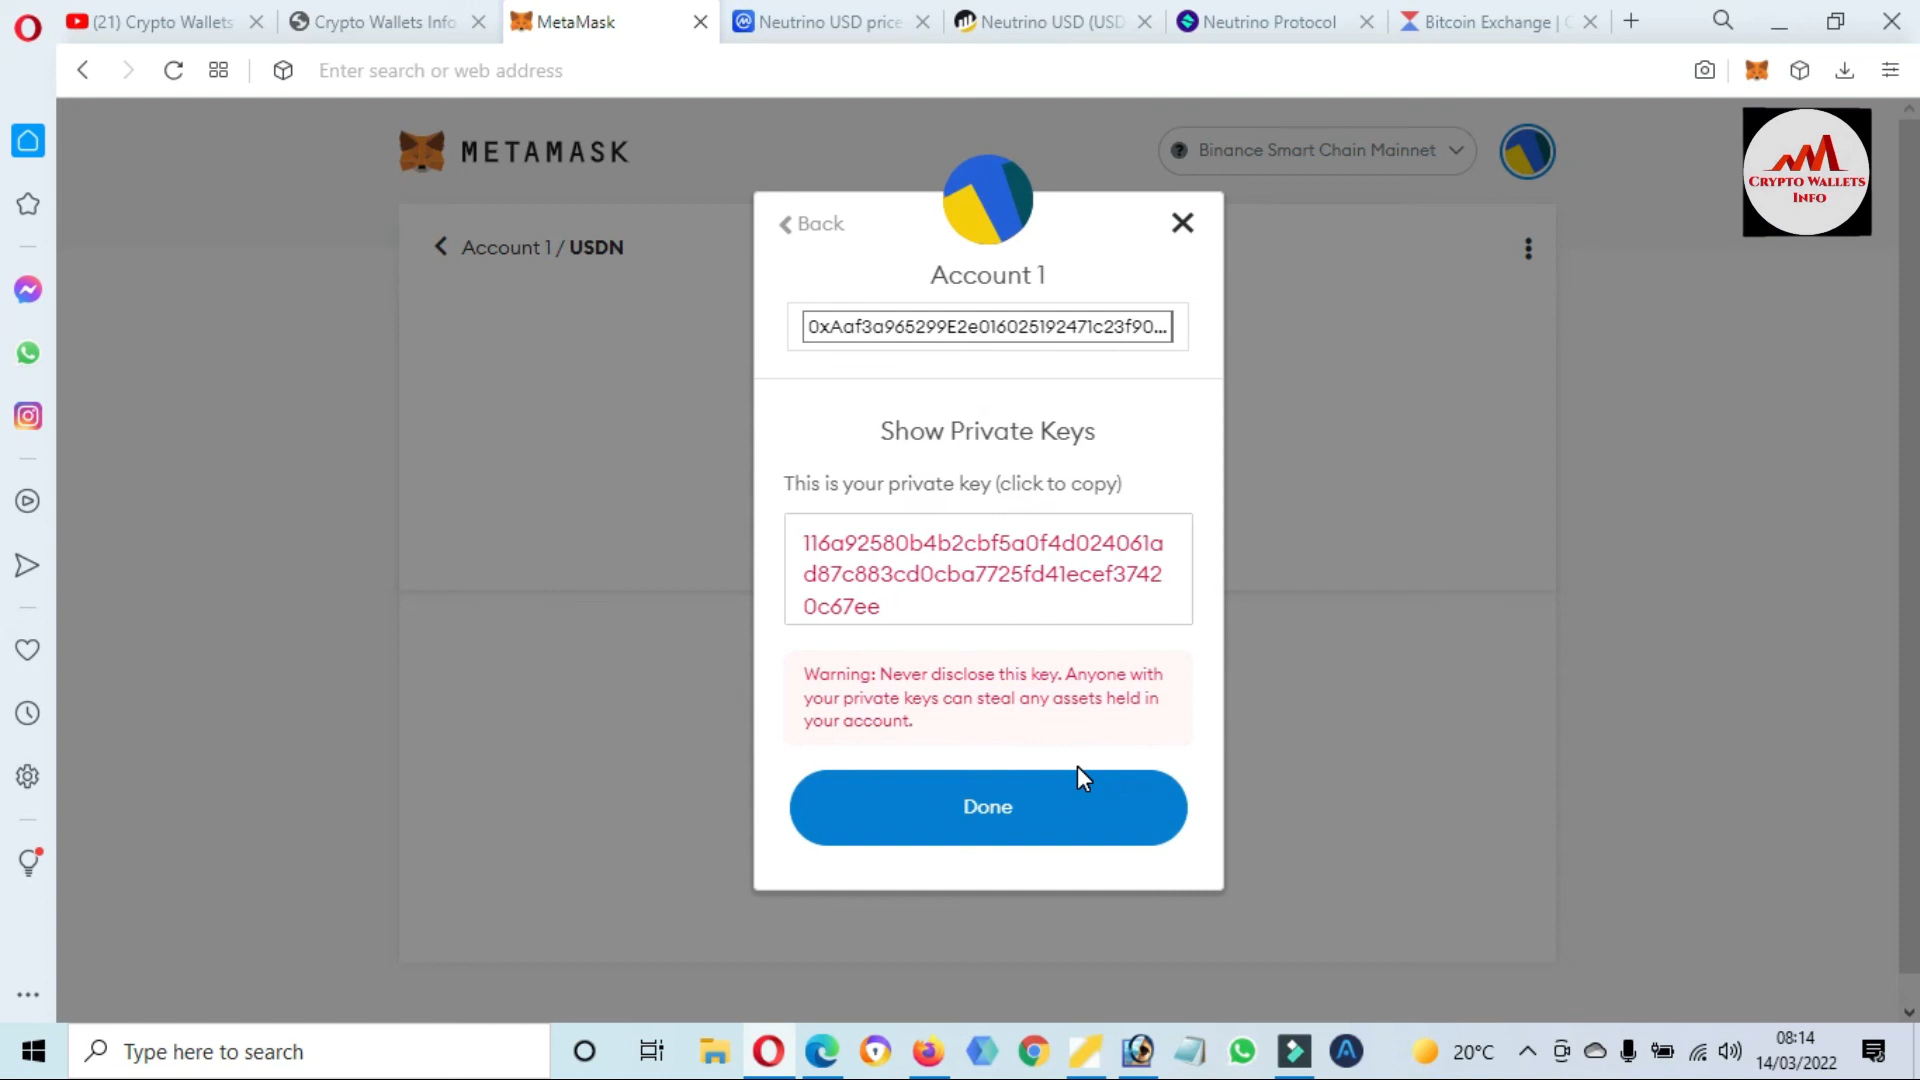 (21) Crypto Wallets
Crypto Wallets Info
MetaMask
Neutrino USD price
Neutrino USD (USD
Neutrino Protocol
Bitcoin Exchange |
Enter search or web address
METAMASK
Binance Smart Chain Mainnet
CRYPTO WALLETS
INFO
Account 1 / USDN
Back
Account 1
0xAaf3a965299E2e016025192471c23f90...
Show Private Keys
This is your private key (click to copy)
116a92580b4b2cbf5a0f4d024061a
d87c883cd0cba7725fd41ecef3742
0c67ee
Warning: Never disclose this key. Anyone with
your private keys can steal any assets held in
your account.
Done
Type here to search
20°C
08:14
14/03/2022